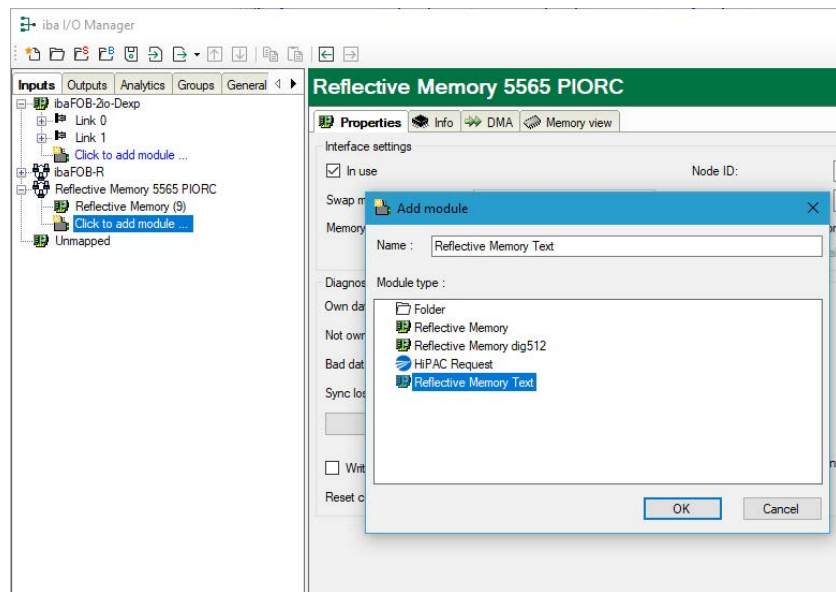 iba I/O Manager
Inputs Outputs Analytics Groups General
ibaFOB-2io-Dexp
Link 0
Link 1
Click to add module ...
ibaFOB-R
Reflective Memory 5565 PIORC
Reflective Memory (9)
Click to add module ...
Unmapped
Reflective Memory 5565 PIORC
Properties Info DMA Memory view
Interface settings
In use Node ID:
Swap m
Memory
Diagnos
Own da
Not own
Bad dat
Sync los
Writ
Reset c
Add module
Name : Reflective Memory Text
Module type :
Folder
Reflective Memory
Reflective Memory dig512
HiPAC Request
Reflective Memory Text
OK Cancel